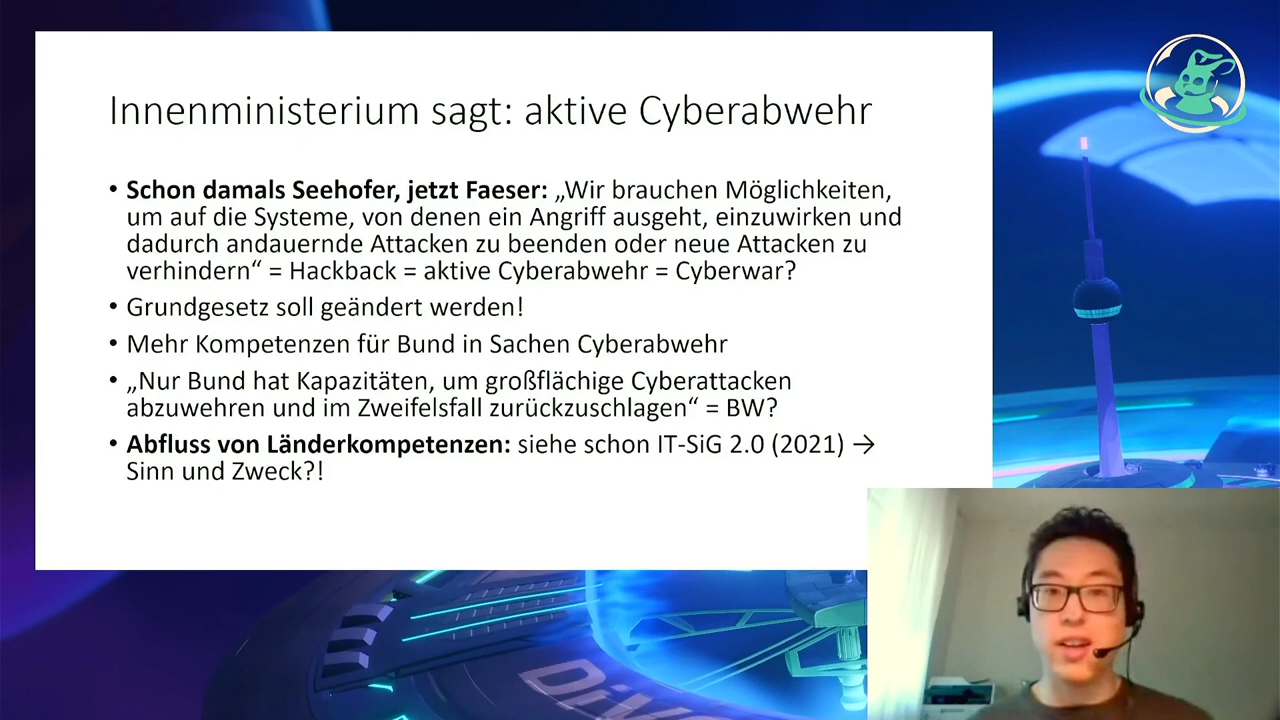 Innenministerium sagt: aktive Cyberabwehr
• Schon damals Seehofer, jetzt Faeser: „Wir brauchen Möglichkeiten,
um auf die Systeme, von denen ein Angriff ausgeht, einzuwirken und
dadurch andauernde Attacken zu beenden oder neue Attacken zu
verhindern“ = Hackback = aktive Cyberabwehr = Cyberwar?
• Grundgesetz soll geändert werden!
• Mehr Kompetenzen für Bund in Sachen Cyberabwehr
• „Nur Bund hat Kapazitäten, um großflächige Cyberattacken
abzuwehren und im Zweifelsfall zurückzuschlagen“ = BW?
• Abfluss von Länderkompetenzen: siehe schon IT-SiG 2.0 (2021) →
Sinn und Zweck?!